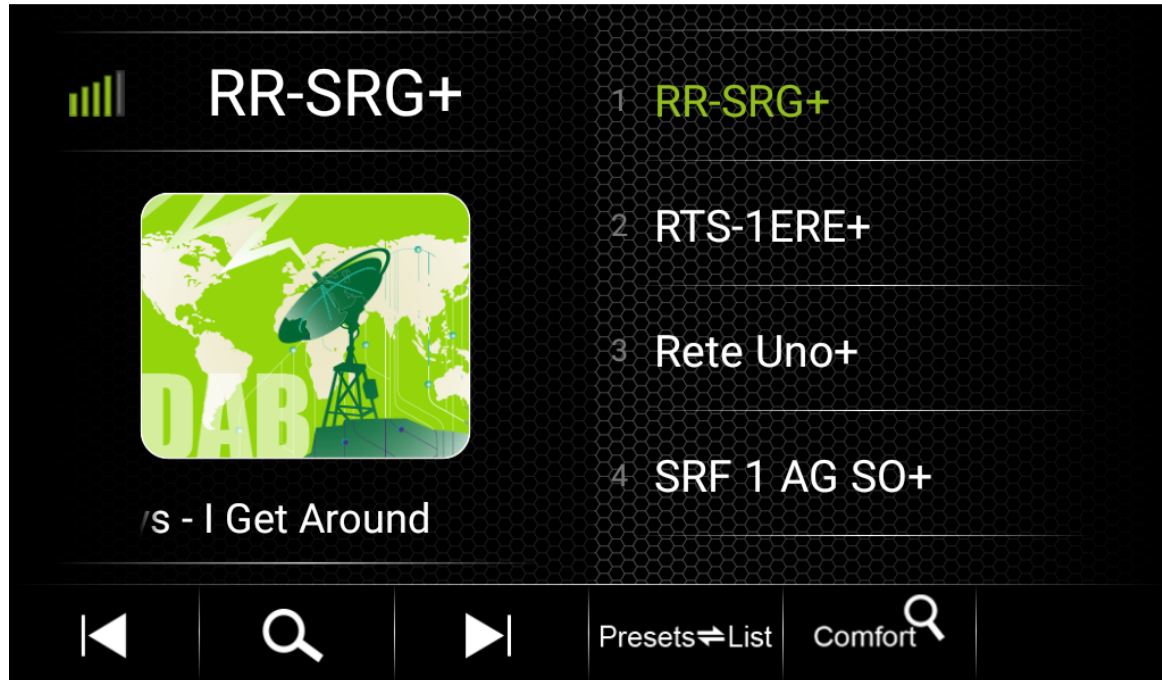 RR-SRG+
DAB
- I Get Around
1 RR-SRG+
2 RTS-1ERE+
3 Rete Uno+
4 SRF 1 AG SO+
Presets⇌List
Comfort